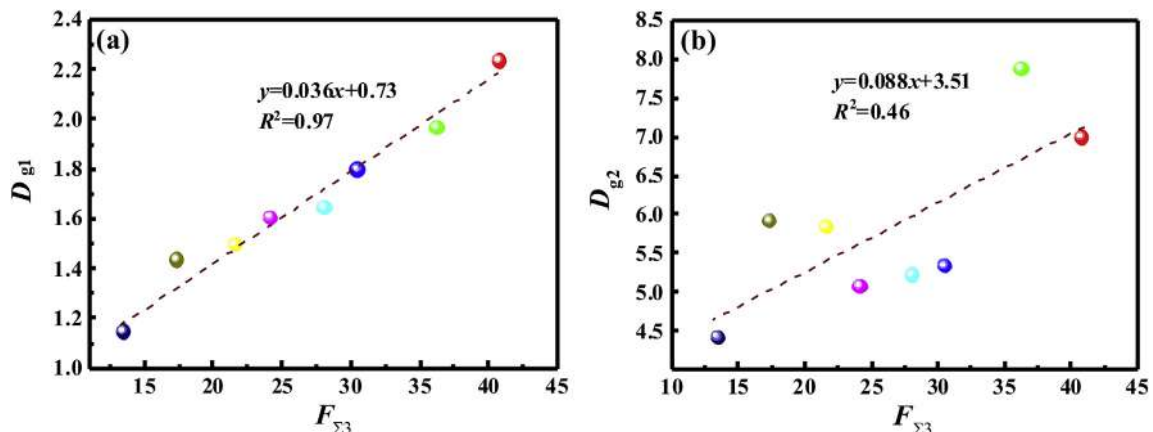 (a)
y=0.036x+0.73
R²=0.97
D g1
2.4
2.2
2.0
1.8
1.6
1.4
1.2
1.0
15 20 25 30 35 40 45
F Σ3
(b)
y=0.088x+3.51
R²=0.46
D g2
8.5
8.0
7.5
7.0
6.5
6.0
5.5
5.0
4.5
10 15 20 25 30 35 40 45
F Σ3